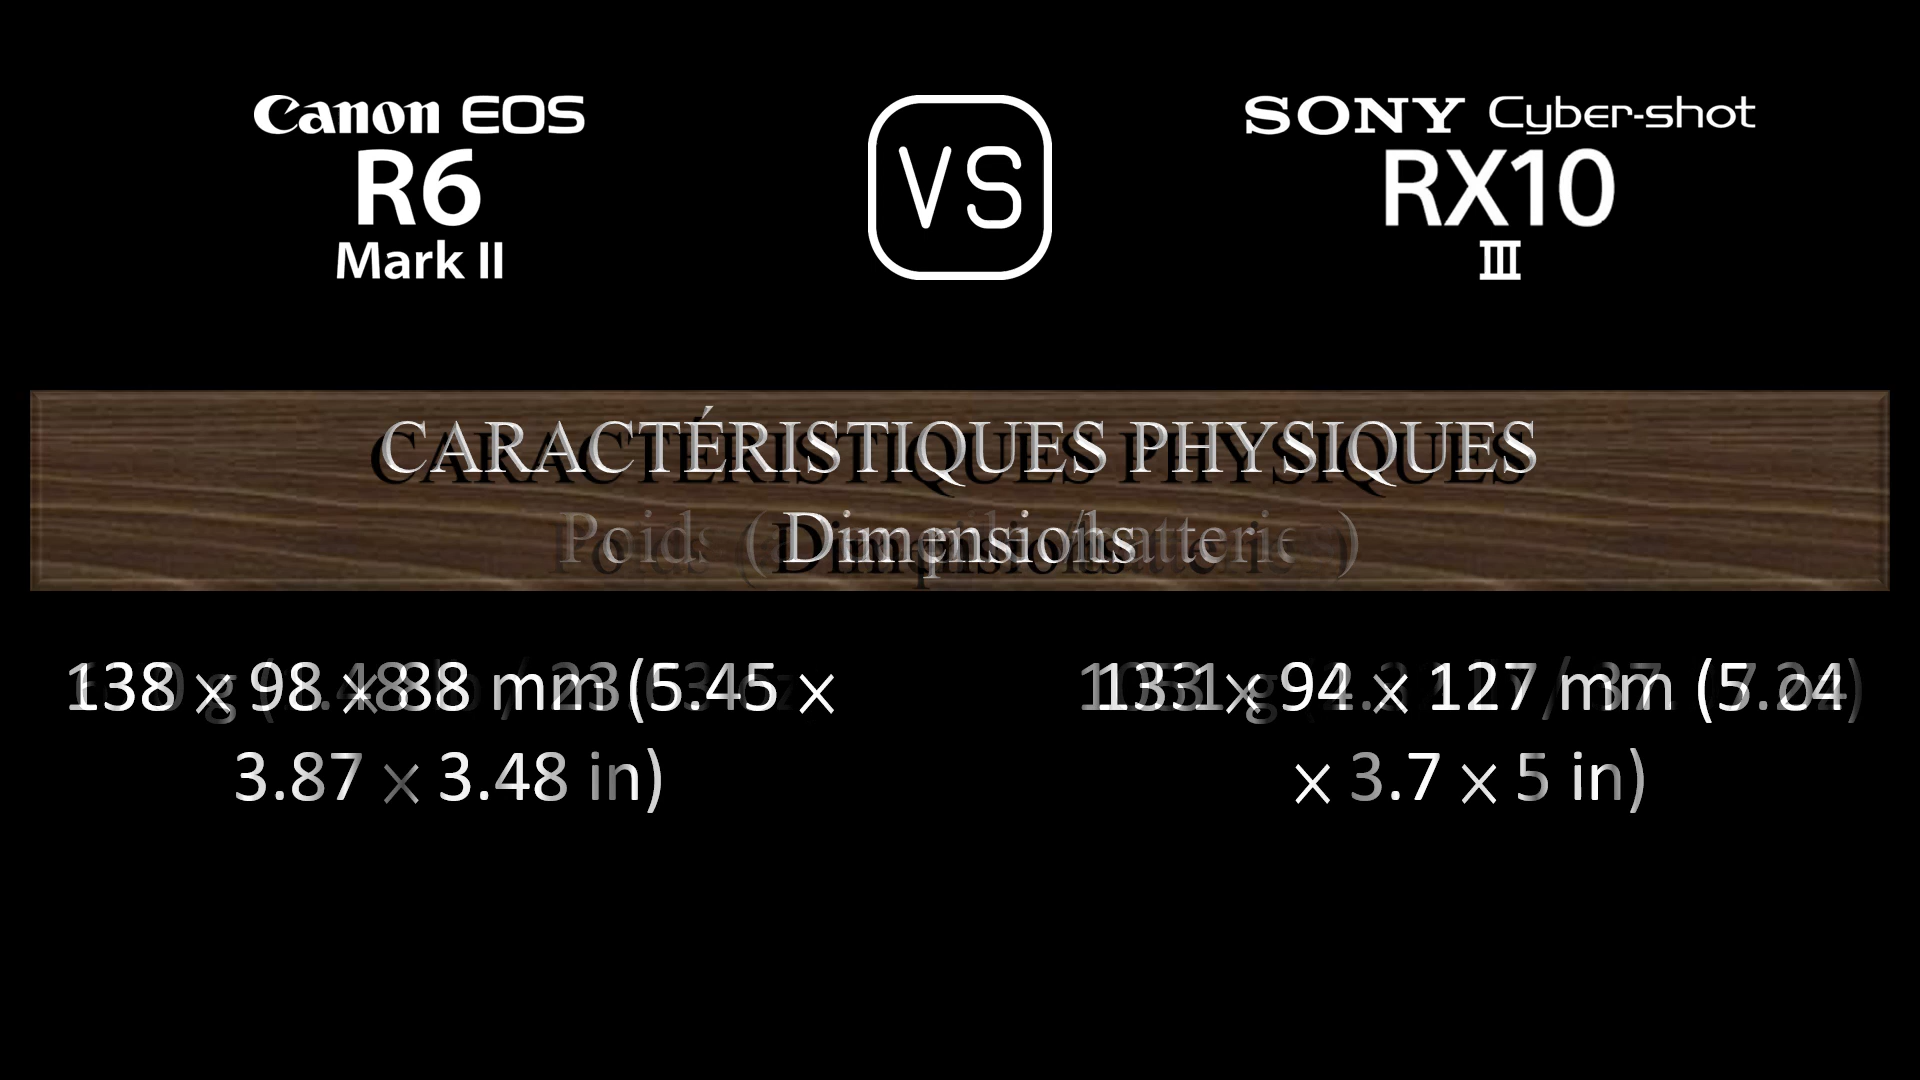 Canon EOS
R6
Mark II
VS
SONY Cyber-shot
RX10
III
CARACTÉRISTIQUES PHYSIQUES
Dimensions
138 x 98 x 88 mm (5.45 x
3.87 x 3.48 in)
133 x 94 x 127 mm (5.24
x 3.7 x 5 in)